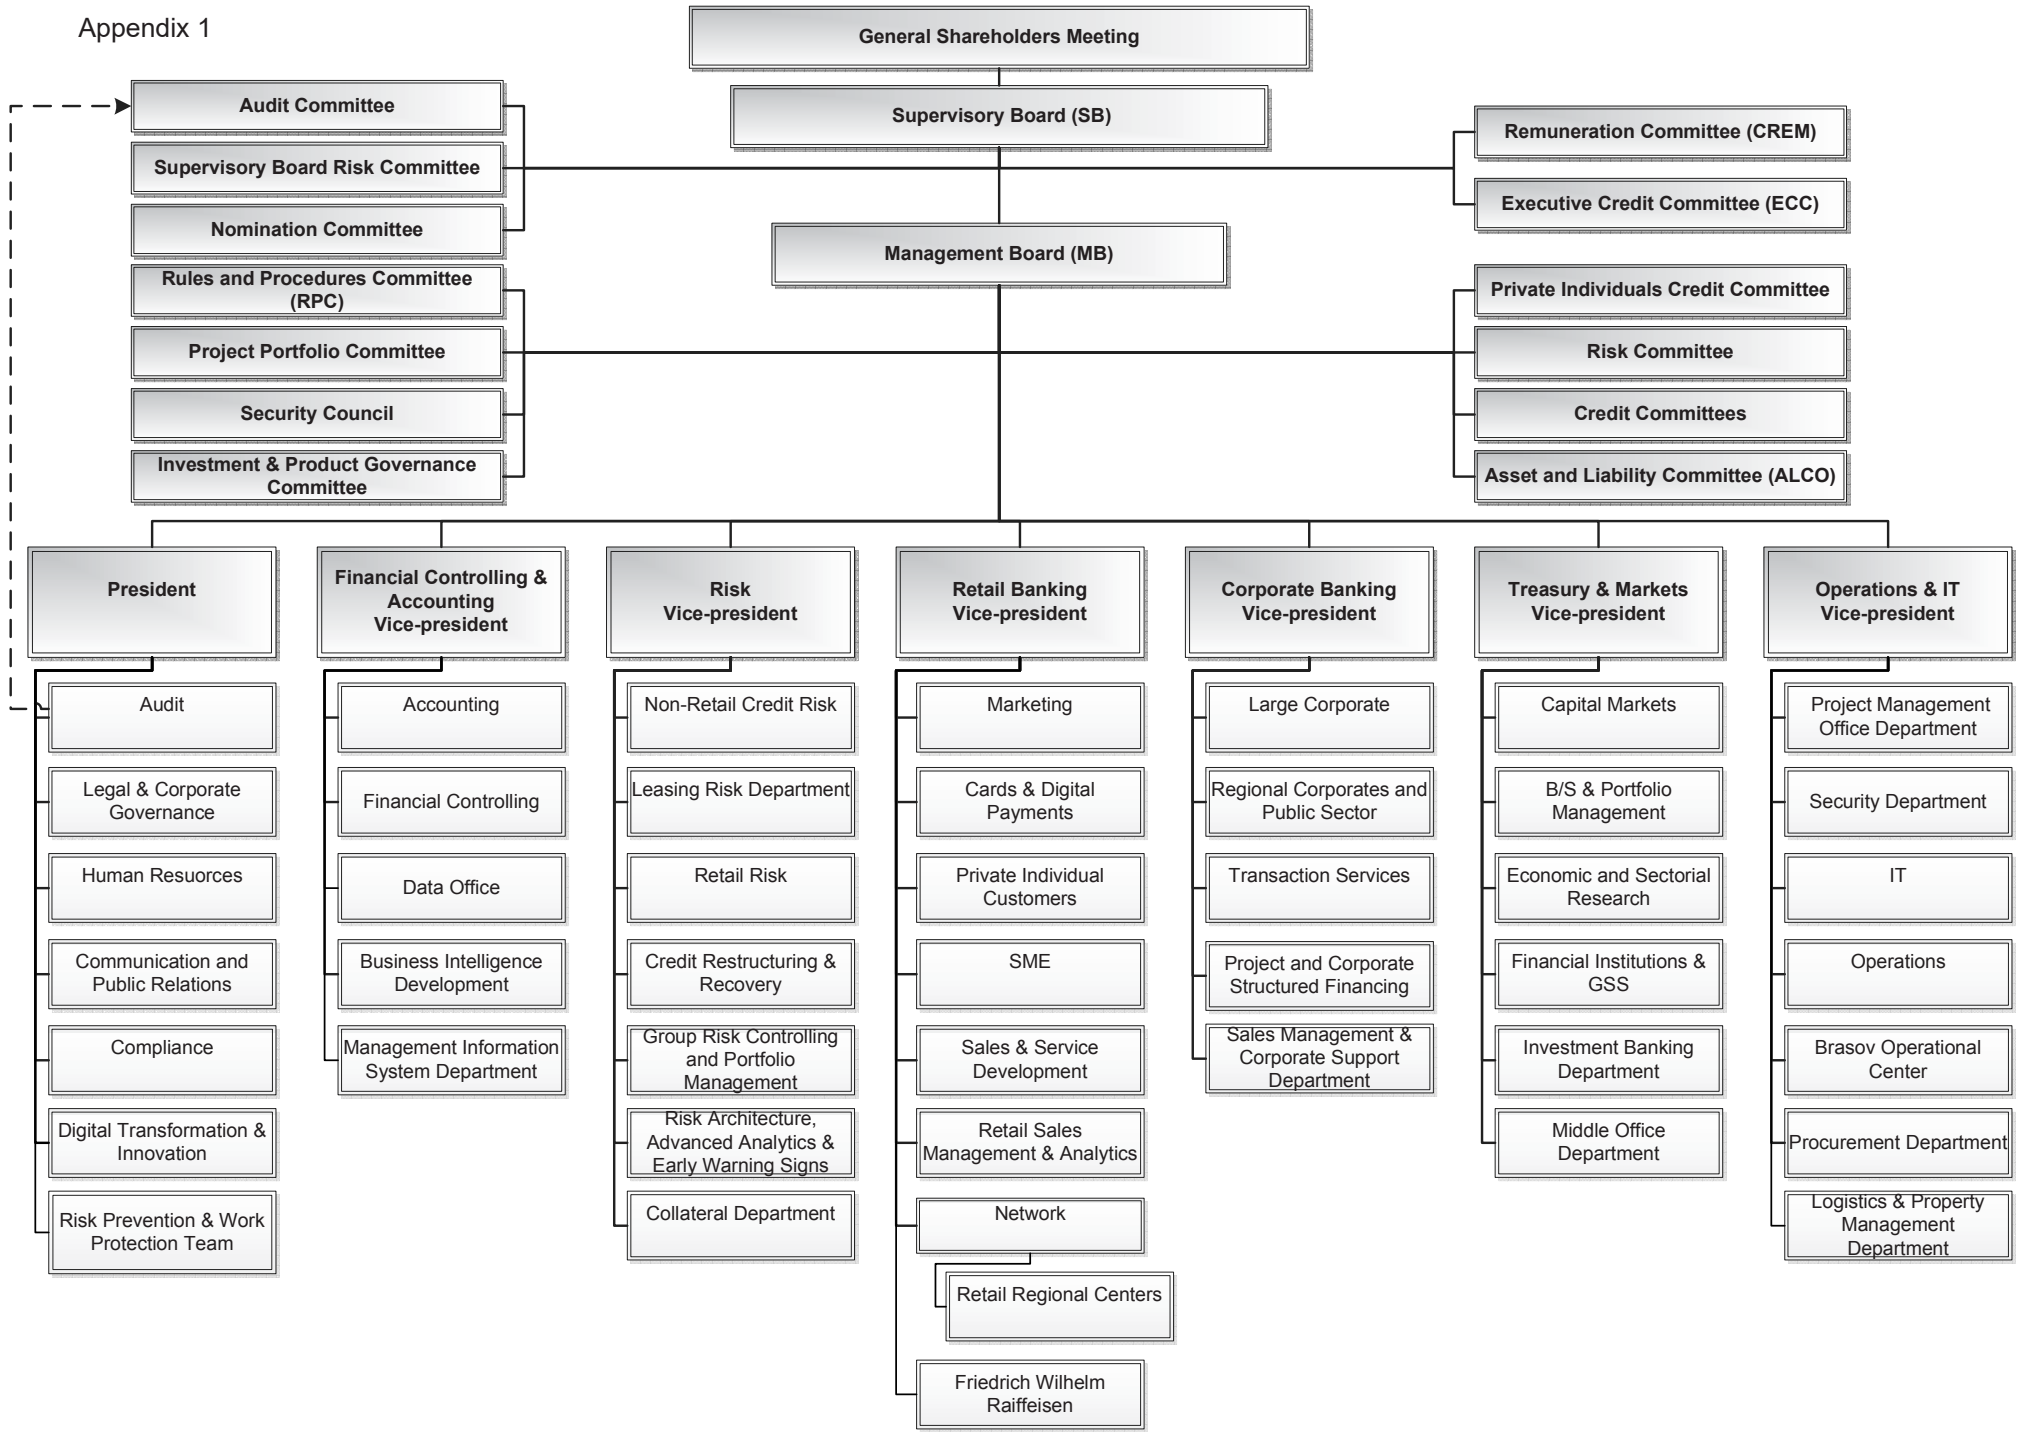 Appendix 1
General Shareholders Meeting
Supervisory Board (SB)
Audit Committee
Supervisory Board Risk Committee
Nomination Committee
Remuneration Committee (CREM)
Executive Credit Committee (ECC)
Management Board (MB)
Rules and Procedures Committee
(RPC)
Project Portfolio Committee
Security Council
Investment & Product Governance
Committee
Private Individuals Credit Committee
Risk Committee
Credit Committees
Asset and Liability Committee (ALCO)
President
Audit
Legal & Corporate
Governance
Human Resuorces
Communication and
Public Relations
Compliance
Digital Transformation &
Innovation
Risk Prevention & Work
Protection Team
Financial Controlling &
Accounting
Vice-president
Accounting
Financial Controlling
Data Office
Business Intelligence
Development
Management Information
System Department
Risk
Vice-president
Non-Retail Credit Risk
Leasing Risk Department
Retail Risk
Credit Restructuring &
Recovery
Group Risk Controlling
and Portfolio
Management
Risk Architecture,
Advanced Analytics &
Early Warning Signs
Collateral Department
Retail Banking
Vice-president
Marketing
Cards & Digital
Payments
Private Individual
Customers
SME
Sales & Service
Development
Retail Sales
Management & Analytics
Network
Retail Regional Centers
Friedrich Wilhelm
Raiffeisen
Corporate Banking
Vice-president
Large Corporate
Regional Corporates and
Public Sector
Transaction Services
Project and Corporate
Structured Financing
Sales Management &
Corporate Support
Department
Treasury & Markets
Vice-president
Capital Markets
B/S & Portfolio
Management
Economic and Sectorial
Research
Financial Institutions &
GSS
Investment Banking
Department
Middle Office
Department
Operations & IT
Vice-president
Project Management
Office Department
Security Department
IT
Operations
Brasov Operational
Center
Procurement Department
Logistics & Property
Management
Department